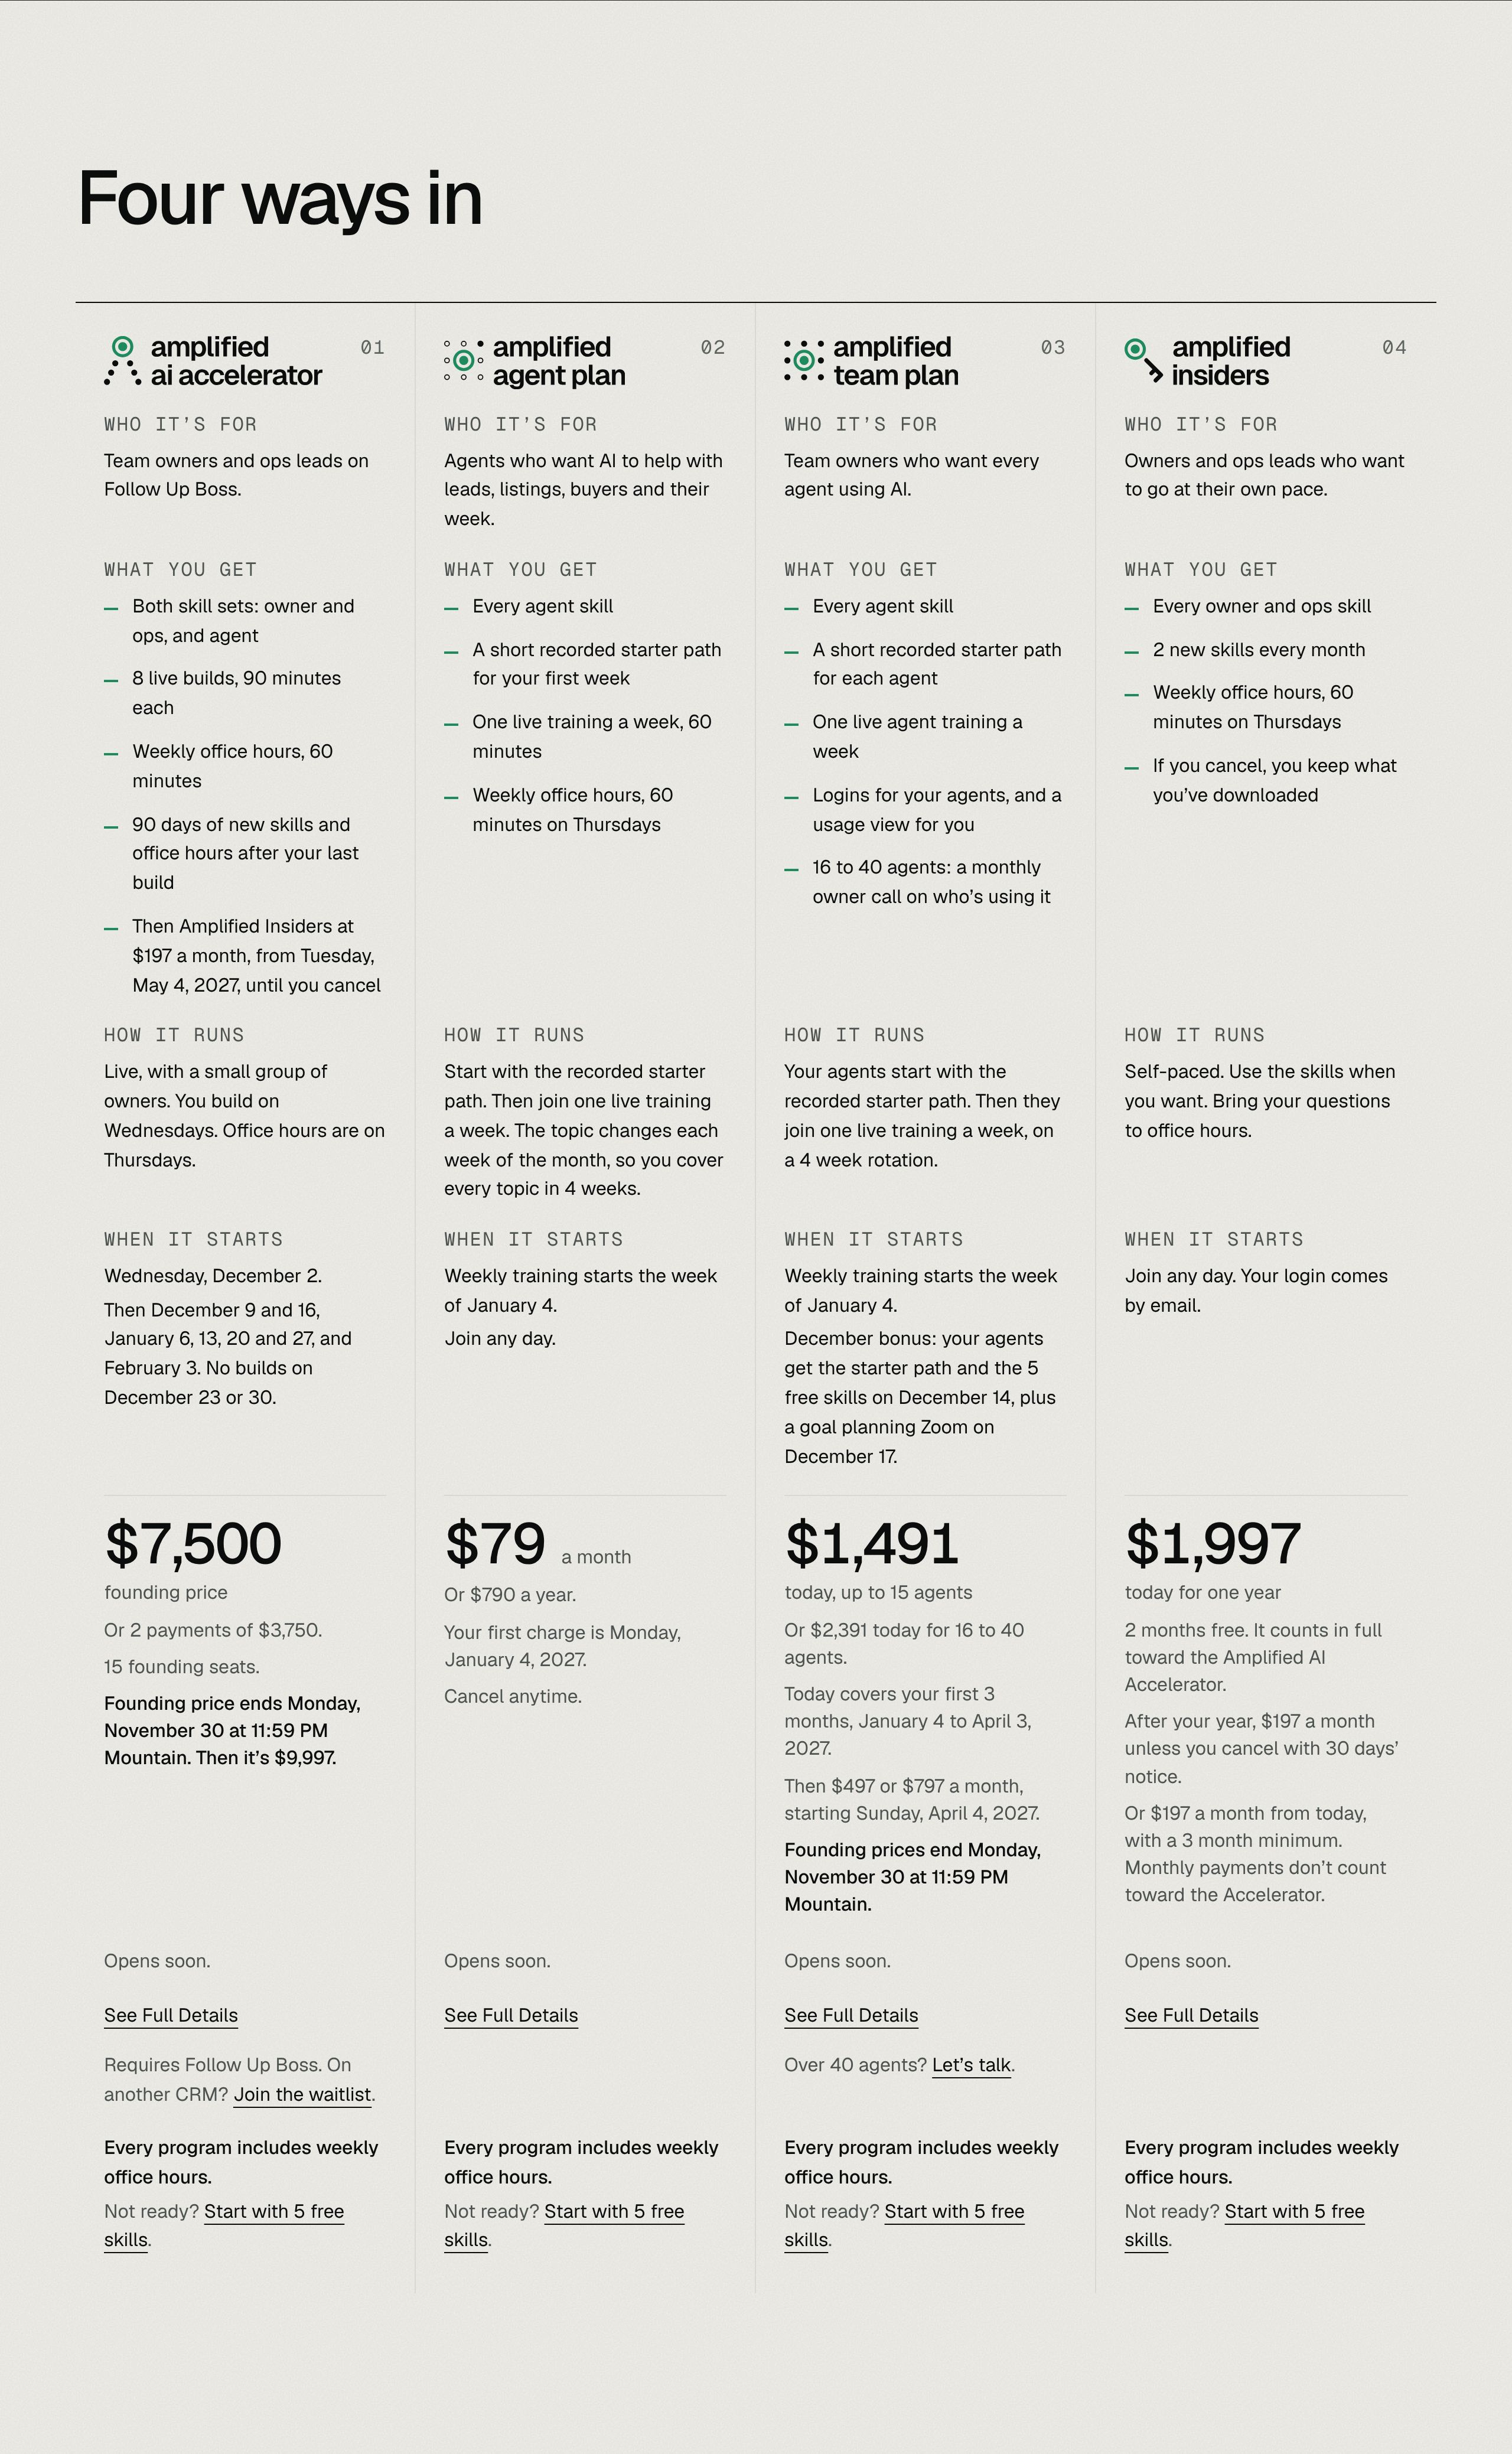 Four ways in
amplified
ai accelerator
01
WHO IT’S FOR
Team owners and ops leads on
Follow Up Boss.
WHAT YOU GET
Both skill sets: owner and
ops, and agent
8 live builds, 90 minutes
each
Weekly office hours, 60
minutes
90 days of new skills and
office hours after your last
build
Then Amplified Insiders at
$197 a month, from Tuesday,
May 4, 2027, until you cancel
HOW IT RUNS
Live, with a small group of
owners. You build on
Wednesdays. Office hours are on
Thursdays.
WHEN IT STARTS
Wednesday, December 2.
Then December 9 and 16,
January 6, 13, 20 and 27, and
February 3. No builds on
December 23 or 30.
$7,500
founding price
Or 2 payments of $3,750.
15 founding seats.
Founding price ends Monday,
November 30 at 11:59 PM
Mountain. Then it’s $9,997.
Opens soon.
See Full Details
Requires Follow Up Boss. On
another CRM? Join the waitlist.
Every program includes weekly
office hours.
Not ready? Start with 5 free
skills.
amplified
agent plan
02
WHO IT’S FOR
Agents who want AI to help with
leads, listings, buyers and their
week.
WHAT YOU GET
Every agent skill
A short recorded starter path
for your first week
One live training a week, 60
minutes
Weekly office hours, 60
minutes on Thursdays
HOW IT RUNS
Start with the recorded starter
path. Then join one live training
a week. The topic changes each
week of the month, so you cover
every topic in 4 weeks.
WHEN IT STARTS
Weekly training starts the week
of January 4.
Join any day.
$79 a month
Or $790 a year.
Your first charge is Monday,
January 4, 2027.
Cancel anytime.
Opens soon.
See Full Details
Every program includes weekly
office hours.
Not ready? Start with 5 free
skills.
amplified
team plan
03
WHO IT’S FOR
Team owners who want every
agent using AI.
WHAT YOU GET
Every agent skill
A short recorded starter path
for each agent
One live agent training a
week
Logins for your agents, and a
usage view for you
16 to 40 agents: a monthly
owner call on who’s using it
HOW IT RUNS
Your agents start with the
recorded starter path. Then they
join one live training a week, on
a 4 week rotation.
WHEN IT STARTS
Weekly training starts the week
of January 4.
December bonus: your agents
get the starter path and the 5
free skills on December 14, plus
a goal planning Zoom on
December 17.
$1,491
today, up to 15 agents
Or $2,391 today for 16 to 40
agents.
Today covers your first 3
months, January 4 to April 3,
2027.
Then $497 or $797 a month,
starting Sunday, April 4, 2027.
Founding prices end Monday,
November 30 at 11:59 PM
Mountain.
Opens soon.
See Full Details
Over 40 agents? Let’s talk.
Every program includes weekly
office hours.
Not ready? Start with 5 free
skills.
amplified
insiders
04
WHO IT’S FOR
Owners and ops leads who want
to go at their own pace.
WHAT YOU GET
Every owner and ops skill
2 new skills every month
Weekly office hours, 60
minutes on Thursdays
If you cancel, you keep what
you’ve downloaded
HOW IT RUNS
Self-paced. Use the skills when
you want. Bring your questions
to office hours.
WHEN IT STARTS
Join any day. Your login comes
by email.
$1,997
today for one year
2 months free. It counts in full
toward the Amplified AI
Accelerator.
After your year, $197 a month
unless you cancel with 30 days’
notice.
Or $197 a month from today,
with a 3 month minimum.
Monthly payments don’t count
toward the Accelerator.
Opens soon.
See Full Details
Every program includes weekly
office hours.
Not ready? Start with 5 free
skills.